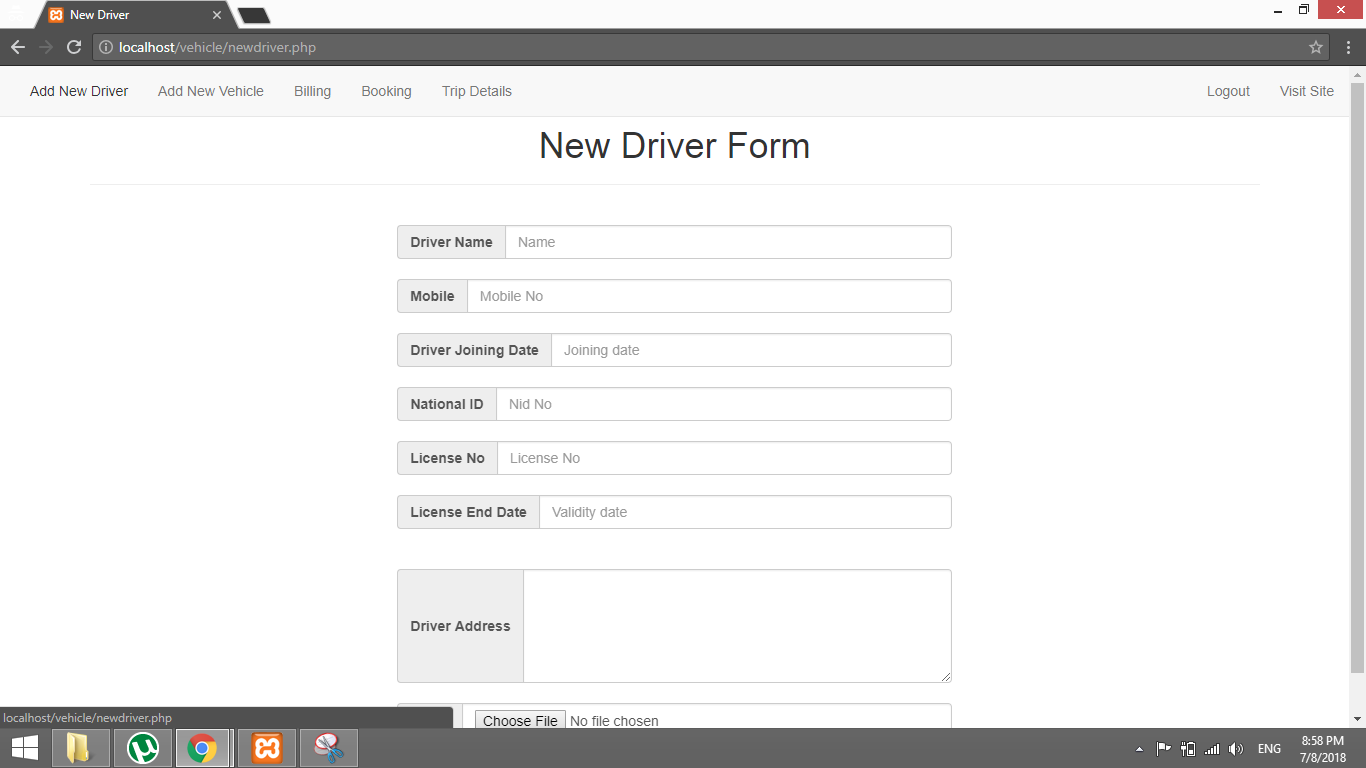 New Driver
localhost/vehicle/newdriver.php
Add New Driver Add New Vehicle Billing Booking Trip Details Logout Visit Site
New Driver Form
Driver Name Name
Mobile Mobile No
Driver Joining Date Joining date
National ID Nid No
License No License No
License End Date Validity date
Driver Address
Choose File No file chosen
localhost/vehicle/newdriver.php
ENG
8:58 PM
7/8/2018